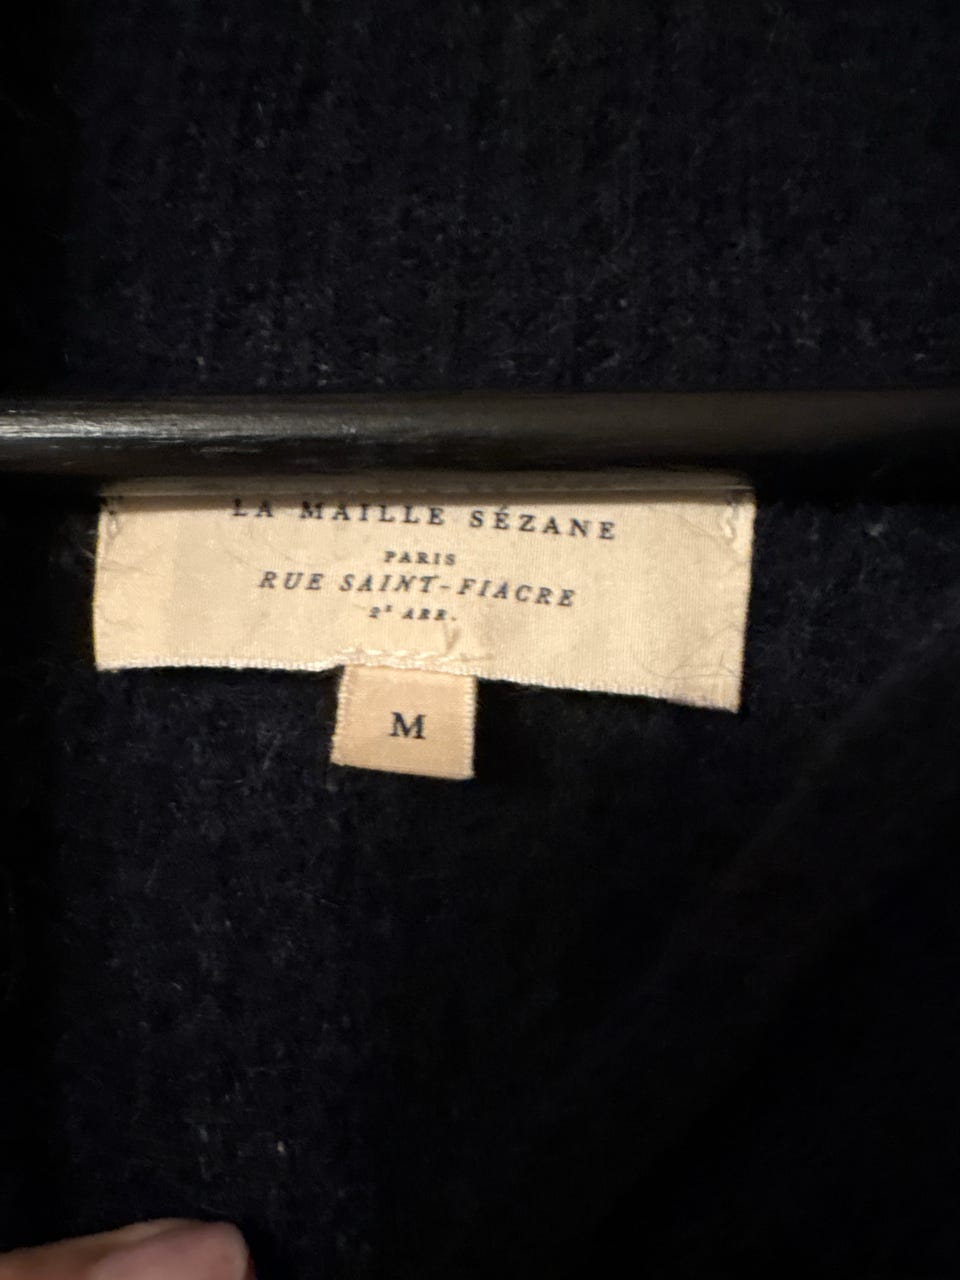 LA MAILLE SÉZANE
PARIS
RUE SAINT-FIACRE
2ᵉ ARR.
M